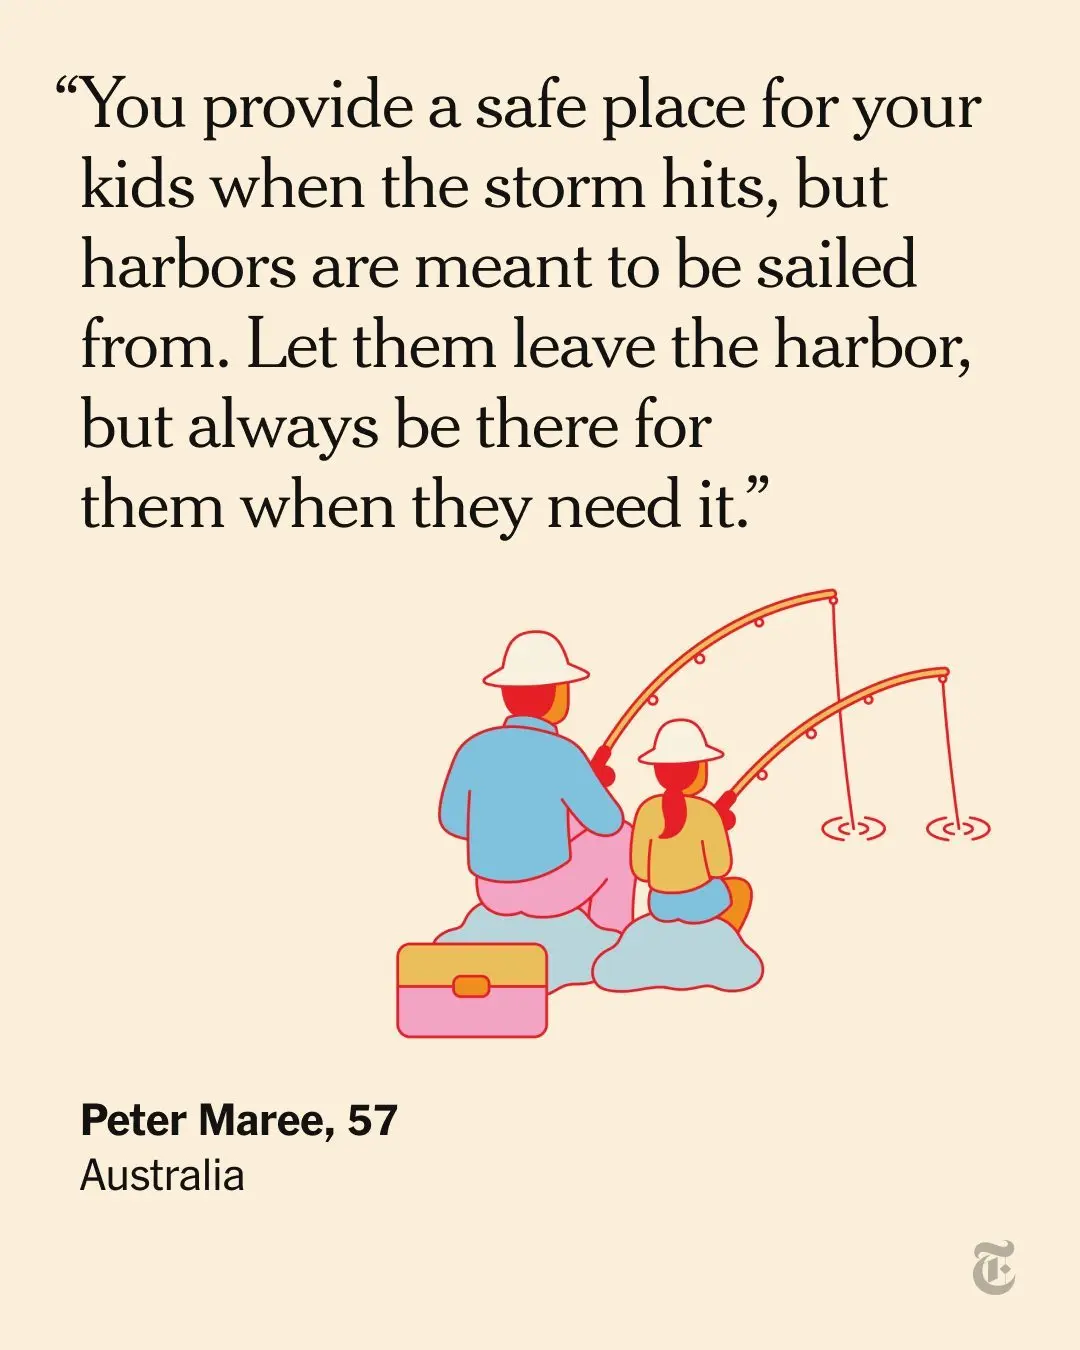 “You provide a safe place for your
kids when the storm hits, but
harbors are meant to be sailed
from. Let them leave the harbor,
but always be there for
them when they need it.”
Peter Maree, 57
Australia
T